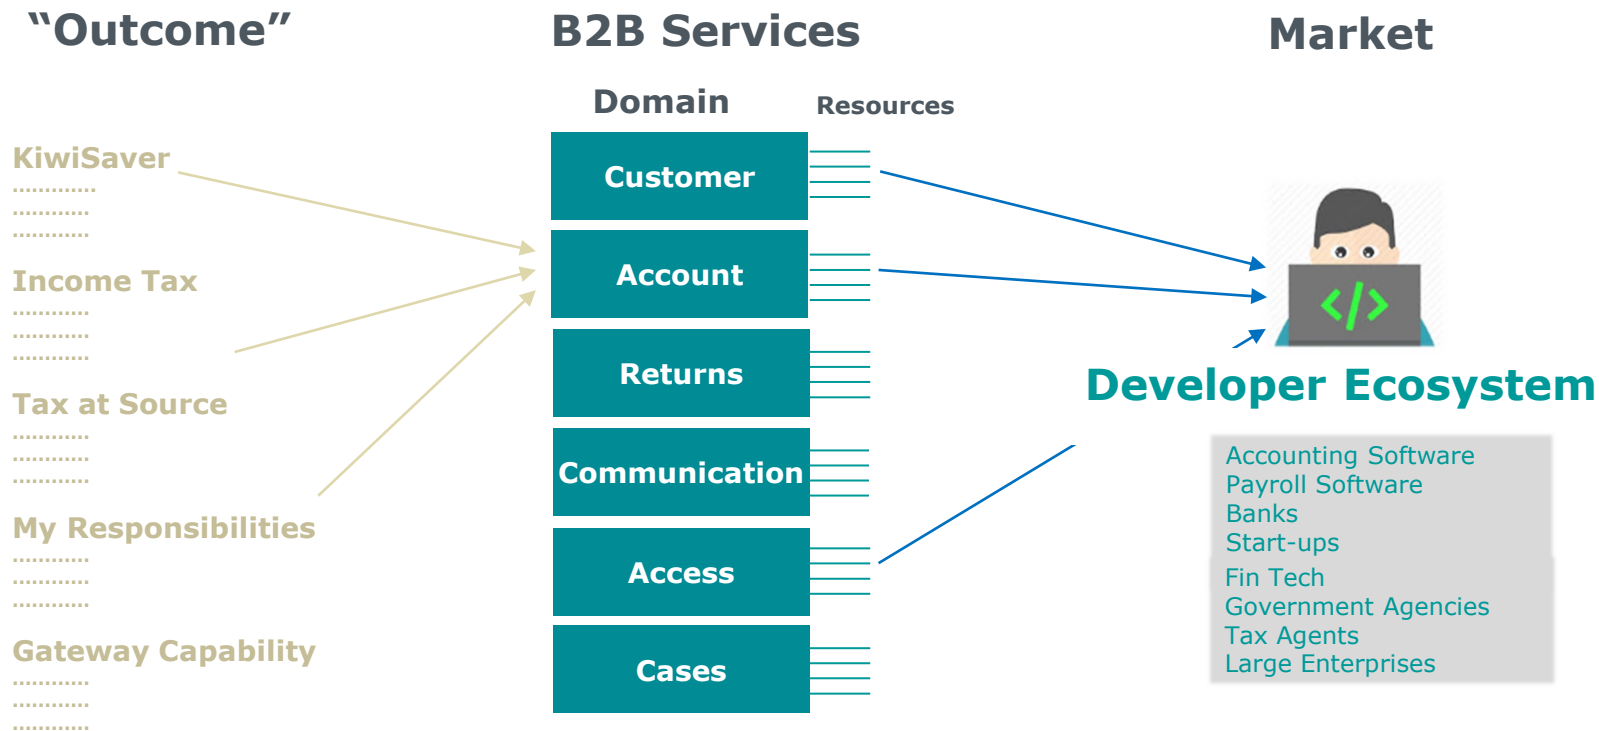 “Outcome”
B2B Services
Market
Domain
Resources
KiwiSaver
.............
............
............
Income Tax
............
............
............
Tax at Source
............
............
............
My Responsibilities
............
............
............
Gateway Capability
............
............
............
Customer
Account
Returns
Communication
Access
Cases
</>
Developer Ecosystem
Accounting Software
Payroll Software
Banks
Start-ups
Fin Tech
Government Agencies
Tax Agents
Large Enterprises